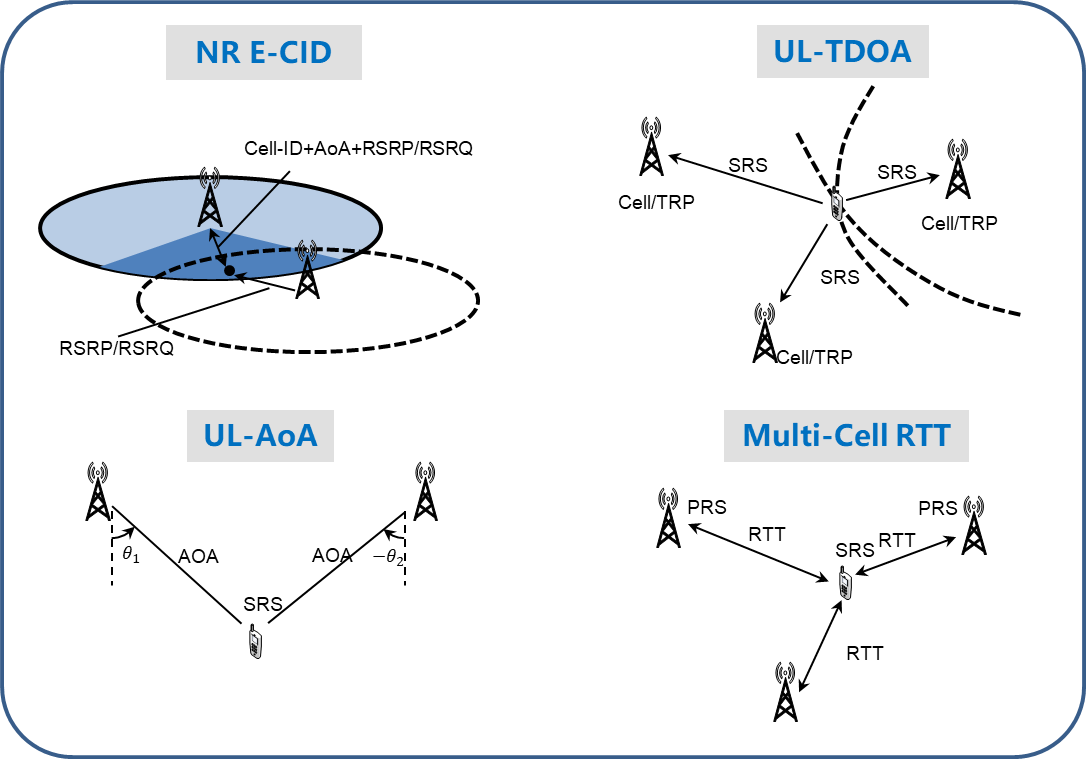 NR E-CID
Cell-ID+AoA+RSRP/RSRQ
RSRP/RSRQ
UL-TDOA
SRS
SRS
Cell/TRP
Cell/TRP
SRS
Cell/TRP
UL-AoA
θ₁
AOA
AOA
−θ₂
SRS
Multi-Cell RTT
PRS
PRS
RTT
SRS
RTT
RTT